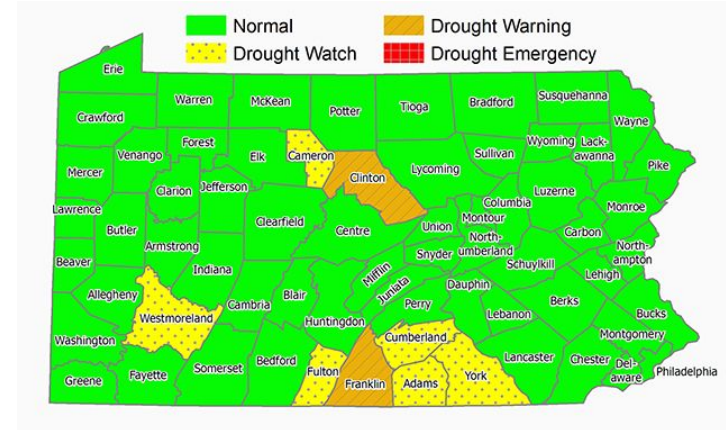 Normal
Drought Warning
Drought Watch
Drought Emergency
Erie
Crawford
Warren
McKean
Potter
Tioga
Bradford
Susquehanna
Wayne
Forest
Venango
Elk
Cameron
Clinton
Lycoming
Sullivan
Wyoming
Lack-
awanna
Pike
Mercer
Clarion
Jefferson
Clearfield
Centre
Union
Columbia
Montour
Luzerne
Monroe
Lawrence
Butler
Armstrong
Indiana
Snyder
North-
umberland
Schuylkill
Carbon
North-
ampton
Lehigh
Beaver
Allegheny
Westmoreland
Cambria
Blair
Huntingdon
Mifflin
Juniata
Perry
Dauphin
Lebanon
Berks
Bucks
Montgomery
Washington
Greene
Fayette
Somerset
Bedford
Fulton
Franklin
Cumberland
Adams
York
Lancaster
Chester
Del-
aware
Philadelphia